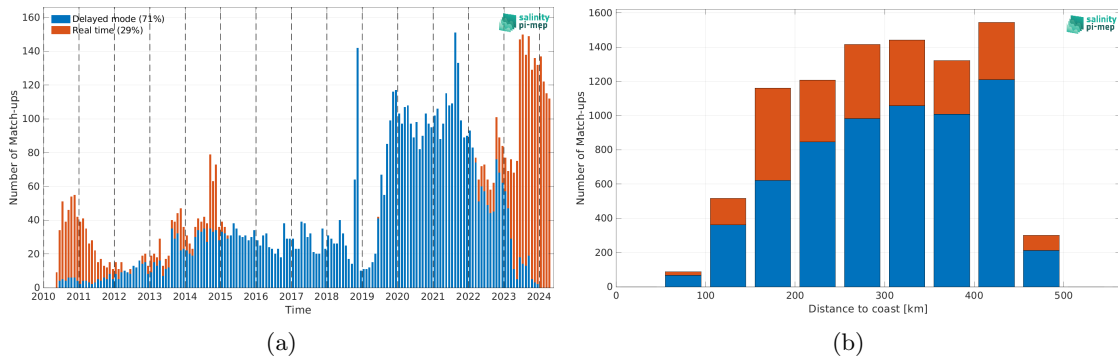 Delayed mode (71%)
Real time (29%)
salinity
pi-mep
Number of Match-ups
160
140
120
100
80
60
40
20
0
2010 2011 2012 2013 2014 2015 2016 2017 2018 2019 2020 2021 2022 2023 2024
Time
(a)
salinity
pi-mep
Number of Match-ups
1600
1400
1200
1000
800
600
400
200
0
0 100 200 300 400 500
Distance to coast [km]
(b)